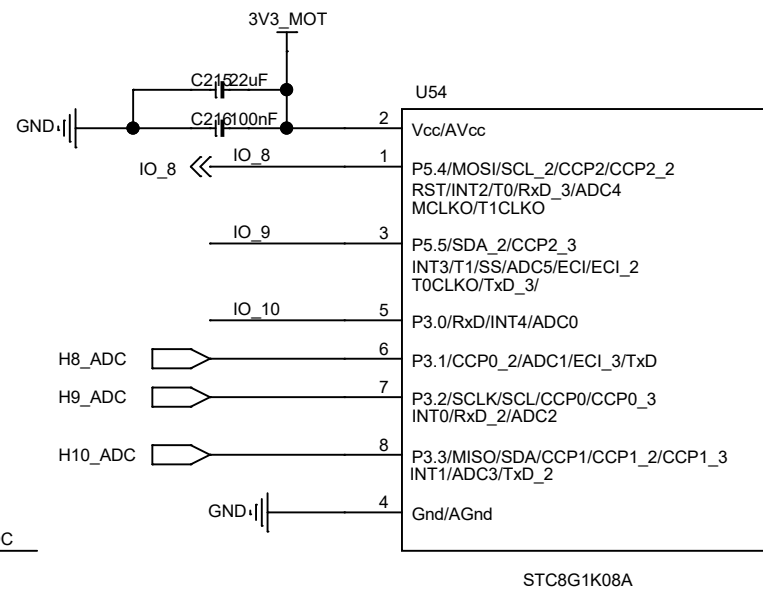 3V3_MOT
C215 22uF
U54
GND
C216 100nF
2
Vcc/AVcc
IO_8
IO_8
1
P5.4/MOSI/SCL_2/CCP2/CCP2_2
RST/INT2/T0/RxD_3/ADC4
MCLKO/T1CLKO
IO_9
3
P5.5/SDA_2/CCP2_3
INT3/T1/SS/ADC5/ECI/ECI_2
T0CLKO/TxD_3/
IO_10
5
P3.0/RxD/INT4/ADC0
H8_ADC
6
P3.1/CCP0_2/ADC1/ECI_3/TxD
H9_ADC
7
P3.2/SCLK/SCL/CCP0/CCP0_3
INT0/RxD_2/ADC2
H10_ADC
8
P3.3/MISO/SDA/CCP1/CCP1_2/CCP1_3
INT1/ADC3/TxD_2
GND
4
Gnd/AGnd
C
STC8G1K08A